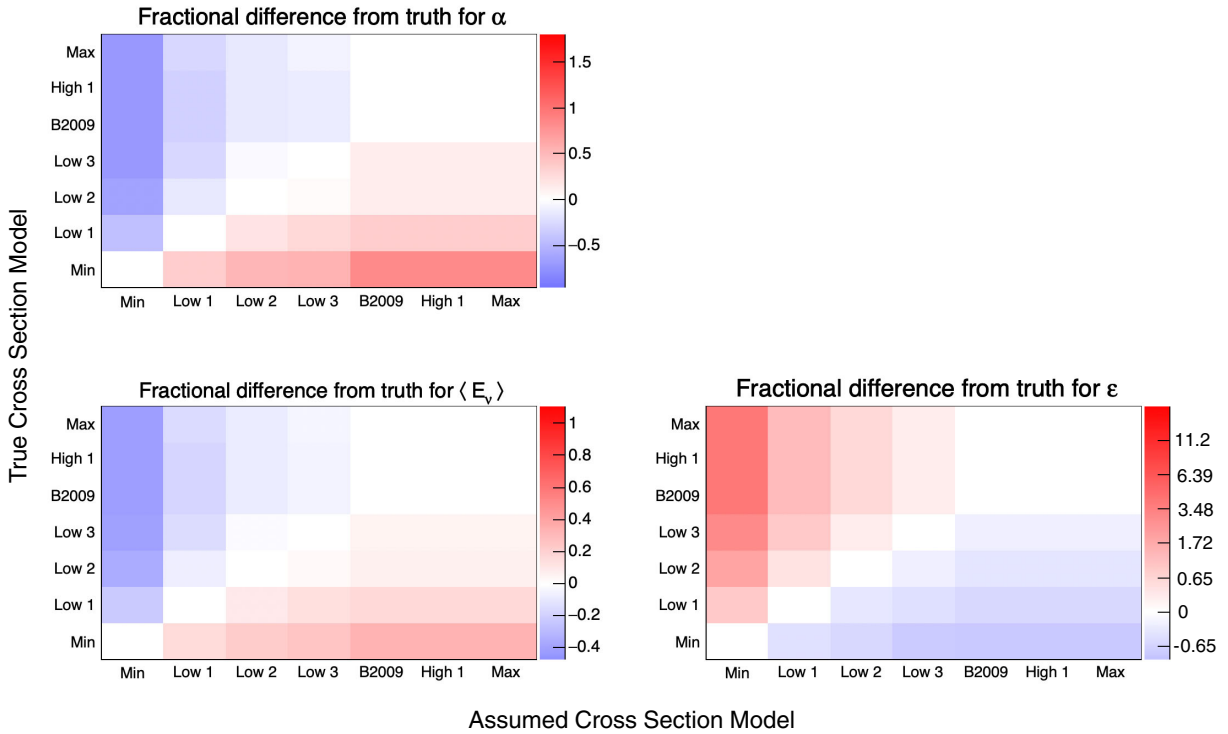 Fractional difference from truth for α
Max
High 1
B2009
Low 3
Low 2
Low 1
Min
Min Low 1 Low 2 Low 3 B2009 High 1 Max
1.5
1
0.5
0
−0.5
True Cross Section Model
Fractional difference from truth for ⟨ E_ν ⟩
Max
High 1
B2009
Low 3
Low 2
Low 1
Min
Min Low 1 Low 2 Low 3 B2009 High 1 Max
1
0.8
0.6
0.4
0.2
0
−0.2
−0.4
Fractional difference from truth for ε
Max
High 1
B2009
Low 3
Low 2
Low 1
Min
Min Low 1 Low 2 Low 3 B2009 High 1 Max
11.2
6.39
3.48
1.72
0.65
0
-0.65
Assumed Cross Section Model